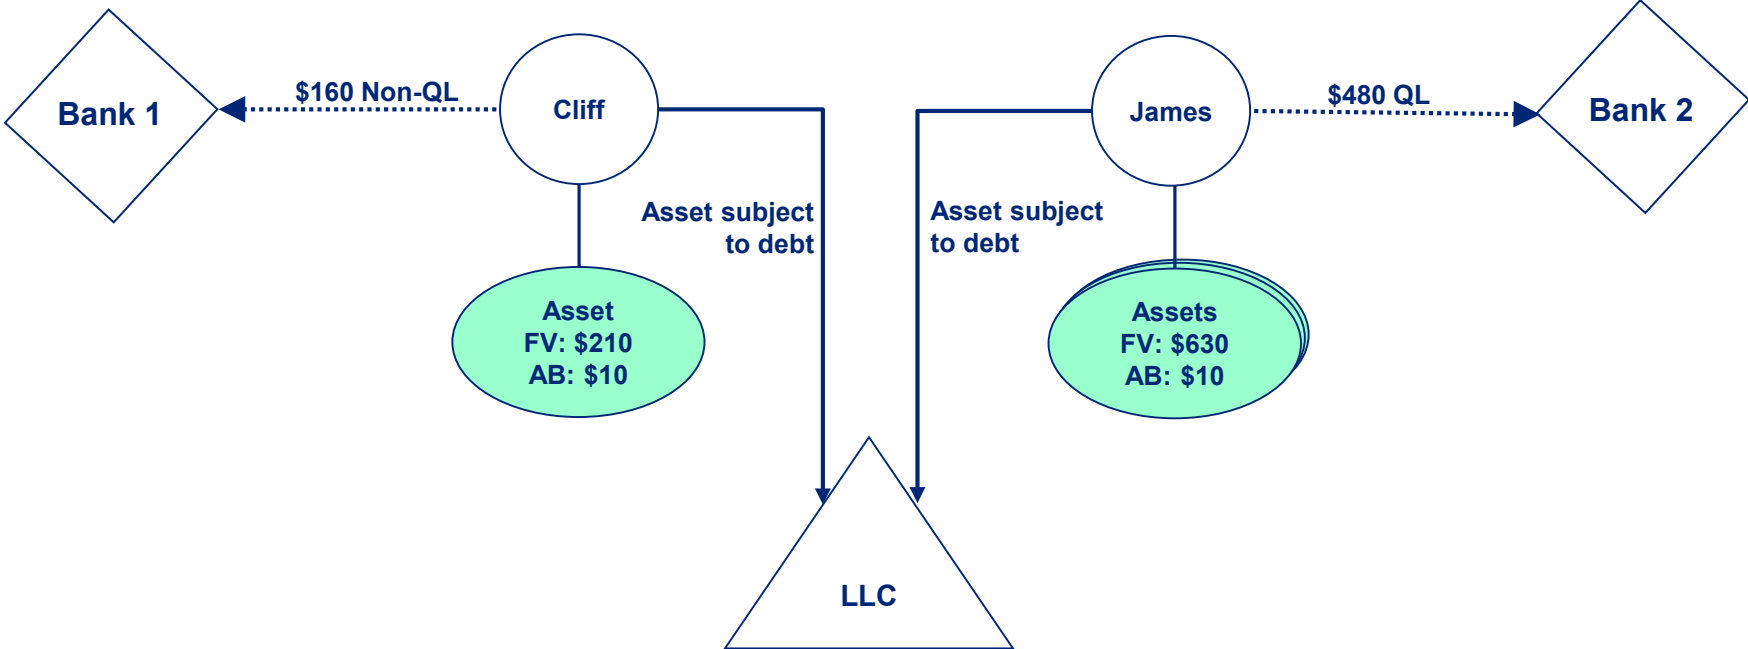 Bank 1
$160 Non-QL
Cliff
James
$480 QL
Bank 2
Asset subject
to debt
Asset subject
to debt
Asset
FV: $210
AB: $10
Assets
FV: $630
AB: $10
LLC